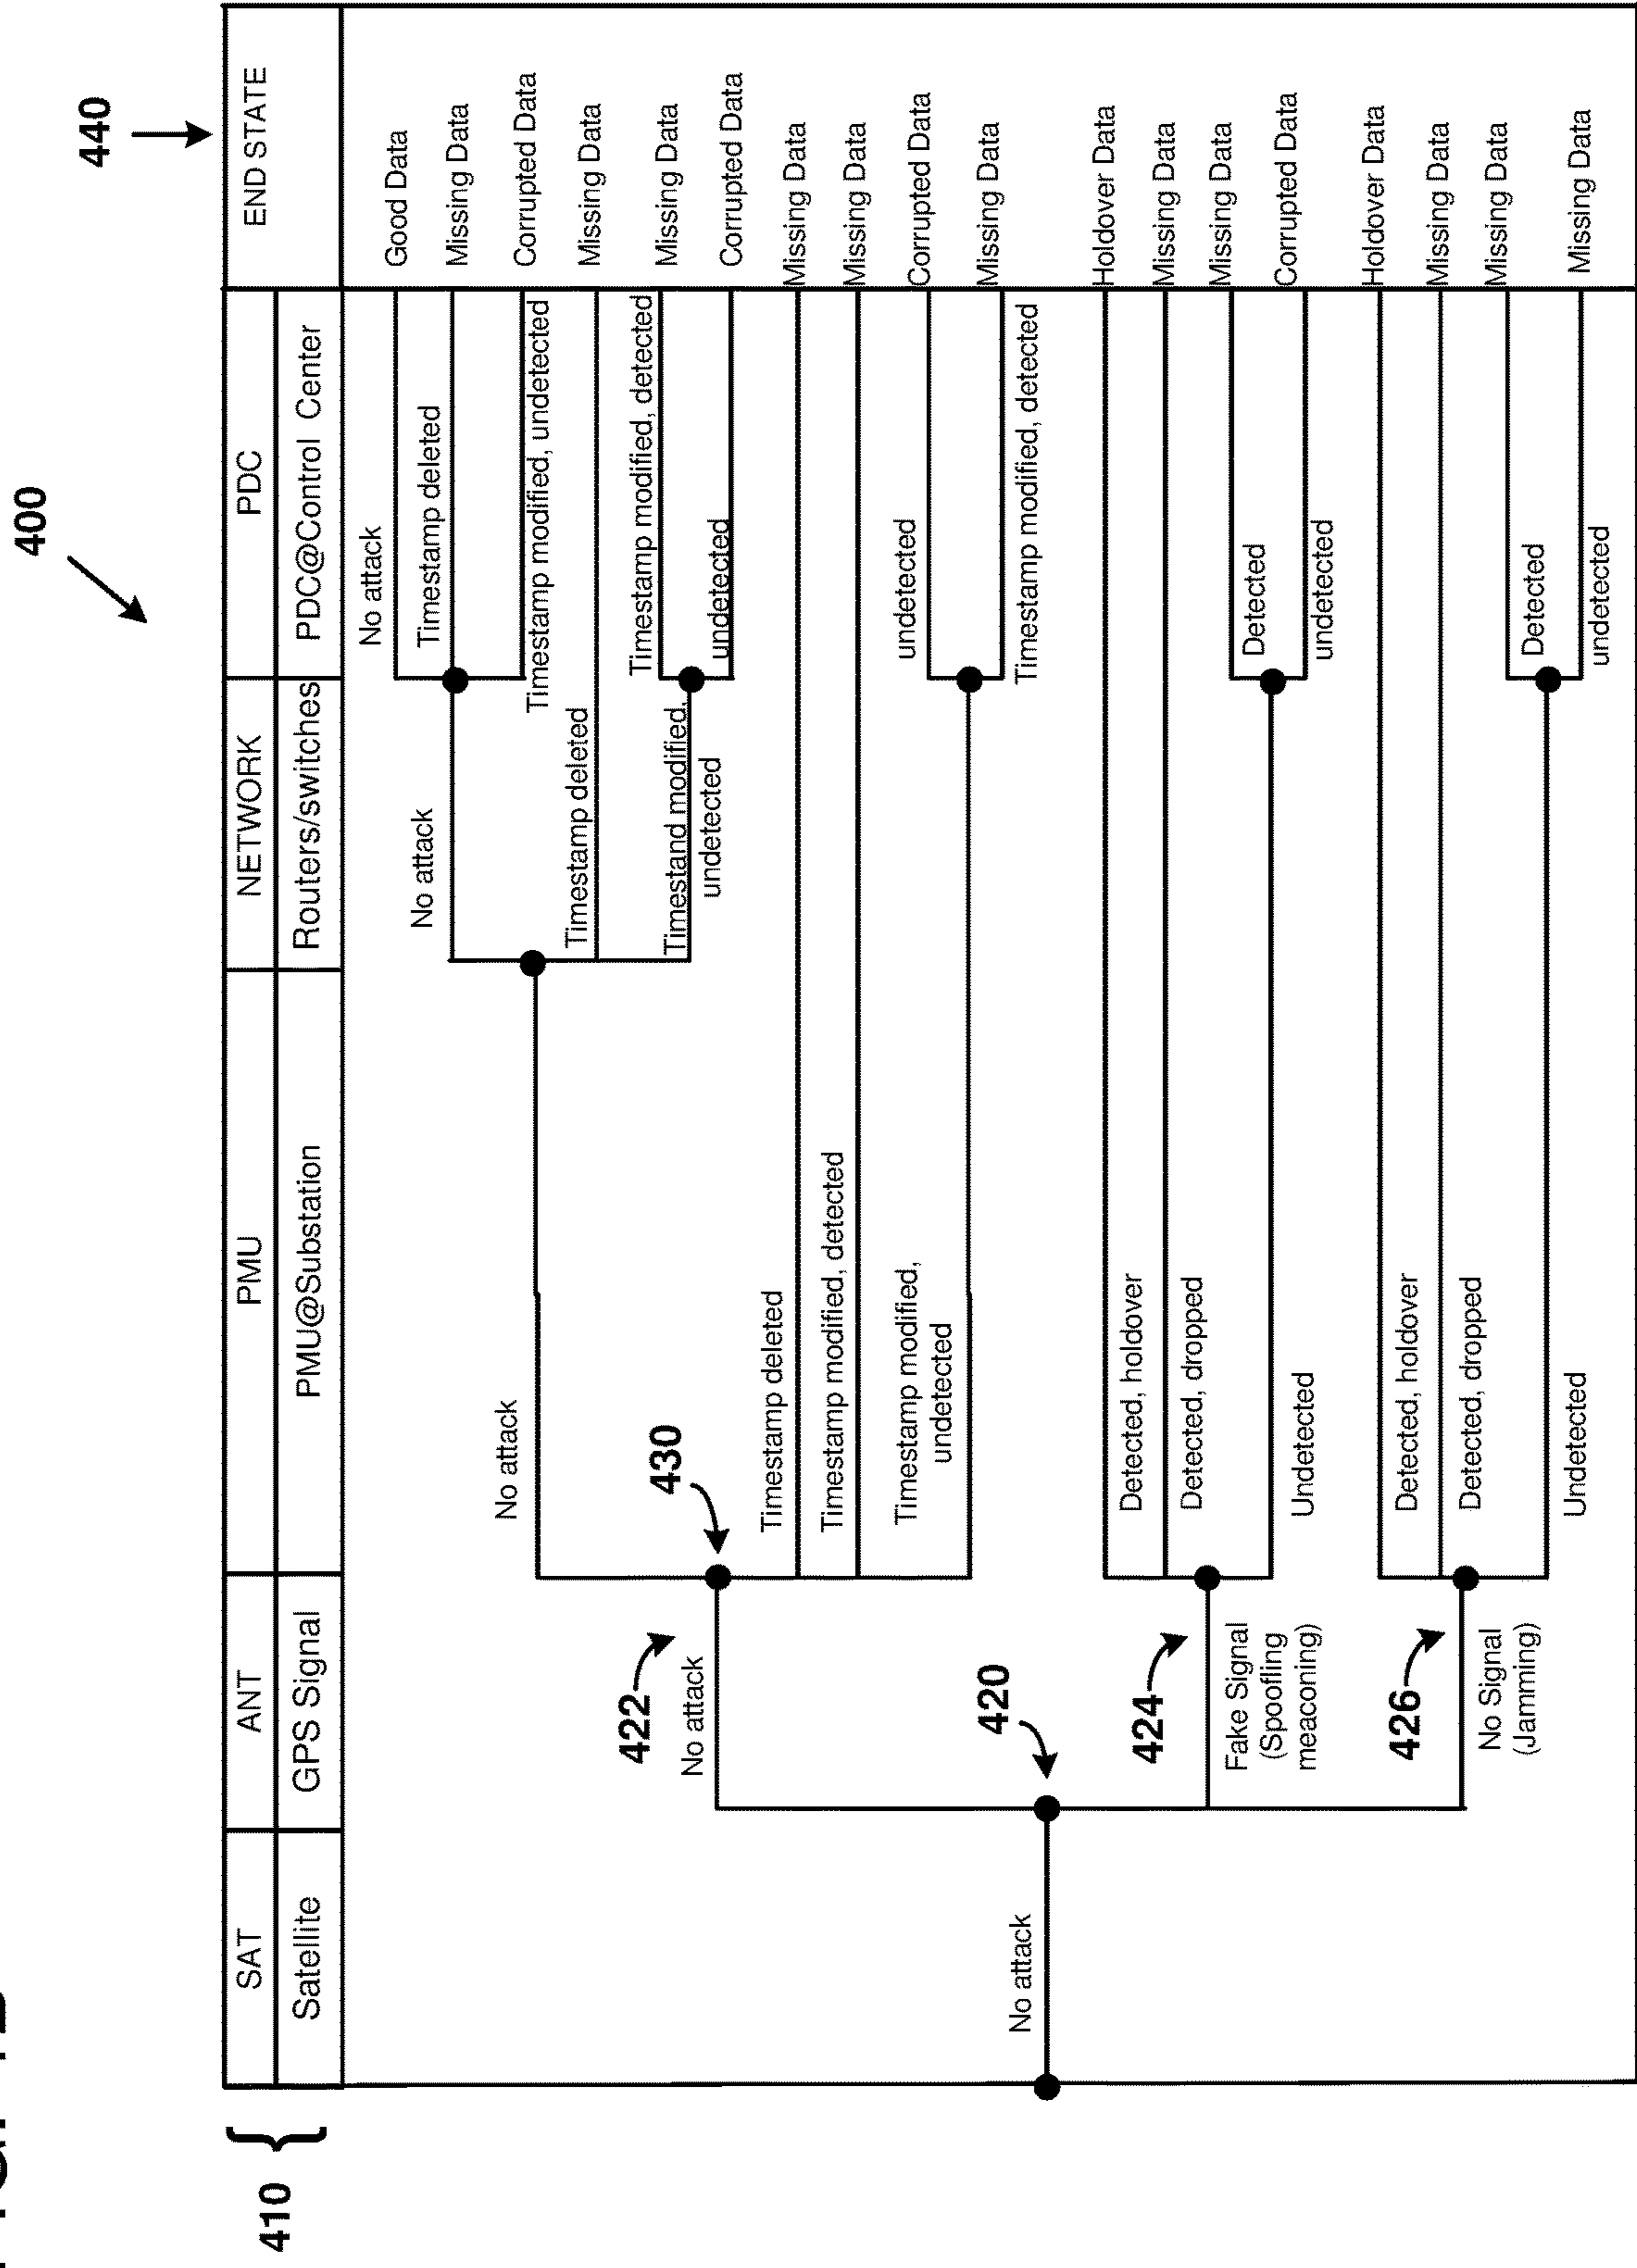 400
440
410
SAT
ANT
PMU
NETWORK
PDC
END STATE
Satellite
GPS Signal
PMU@Substation
Routers/switches
PDC@Control Center
No attack
Good Data
No attack
Timestamp deleted
Missing Data
No attack
Timestamp modified, undetected
Corrupted Data
Timestamp deleted
Missing Data
422
430
Timestamp modified, detected
Missing Data
No attack
Timestand modified,
undetected
undetected
Corrupted Data
Timestamp deleted
Missing Data
Timestamp modified, detected
Missing Data
Timestamp modified,
undetected
undetected
Corrupted Data
420
No attack
Timestamp modified, detected
Missing Data
Detected, holdover
Holdover Data
424
Detected, dropped
Missing Data
Fake Signal
(Spoofling
meaconing)
Detected
Missing Data
Undetected
undetected
Corrupted Data
426
Detected, holdover
Holdover Data
Detected, dropped
Missing Data
No Signal
(Jamming)
Detected
Missing Data
Undetected
undetected
Missing Data